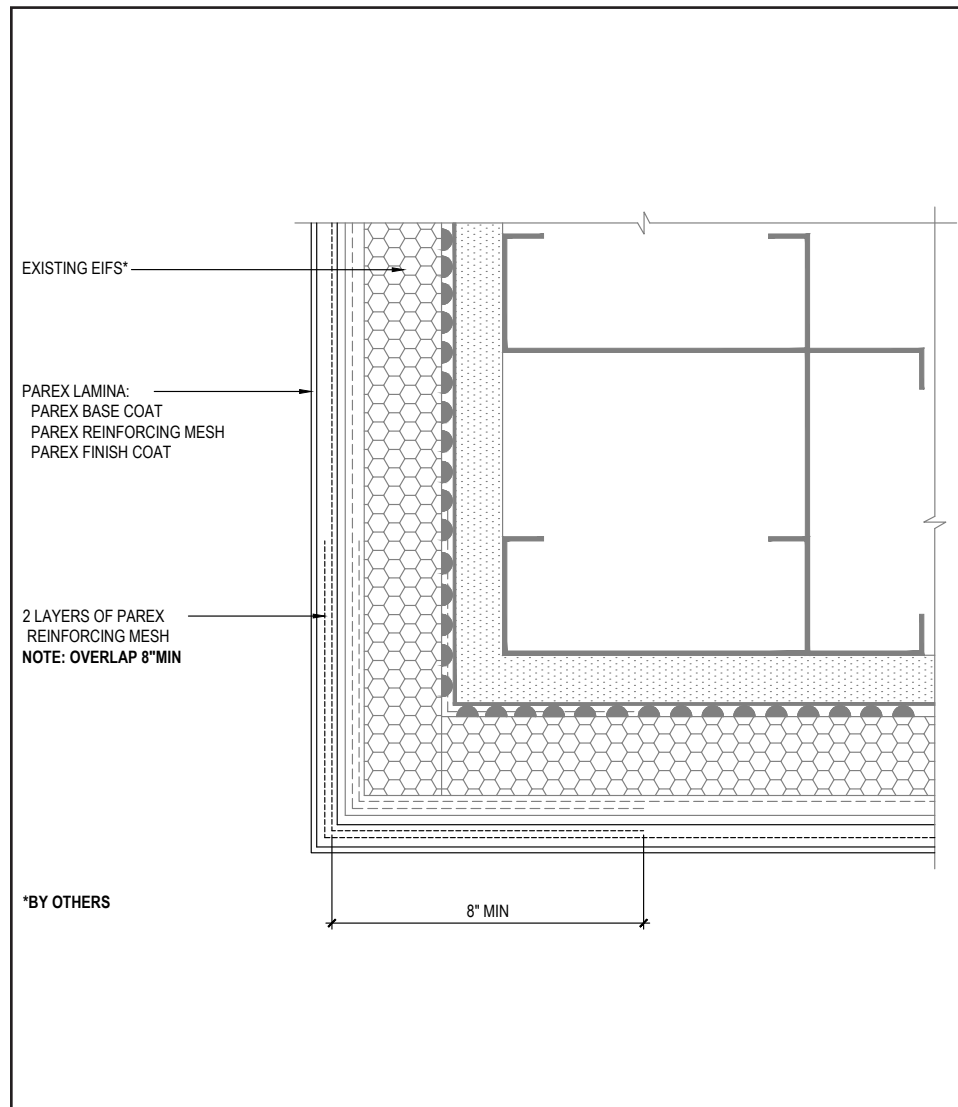 EXISTING EIFS*
PAREX LAMINA:
PAREX BASE COAT
PAREX REINFORCING MESH
PAREX FINISH COAT
2 LAYERS OF PAREX
REINFORCING MESH
NOTE: OVERLAP 8"MIN
*BY OTHERS
8" MIN